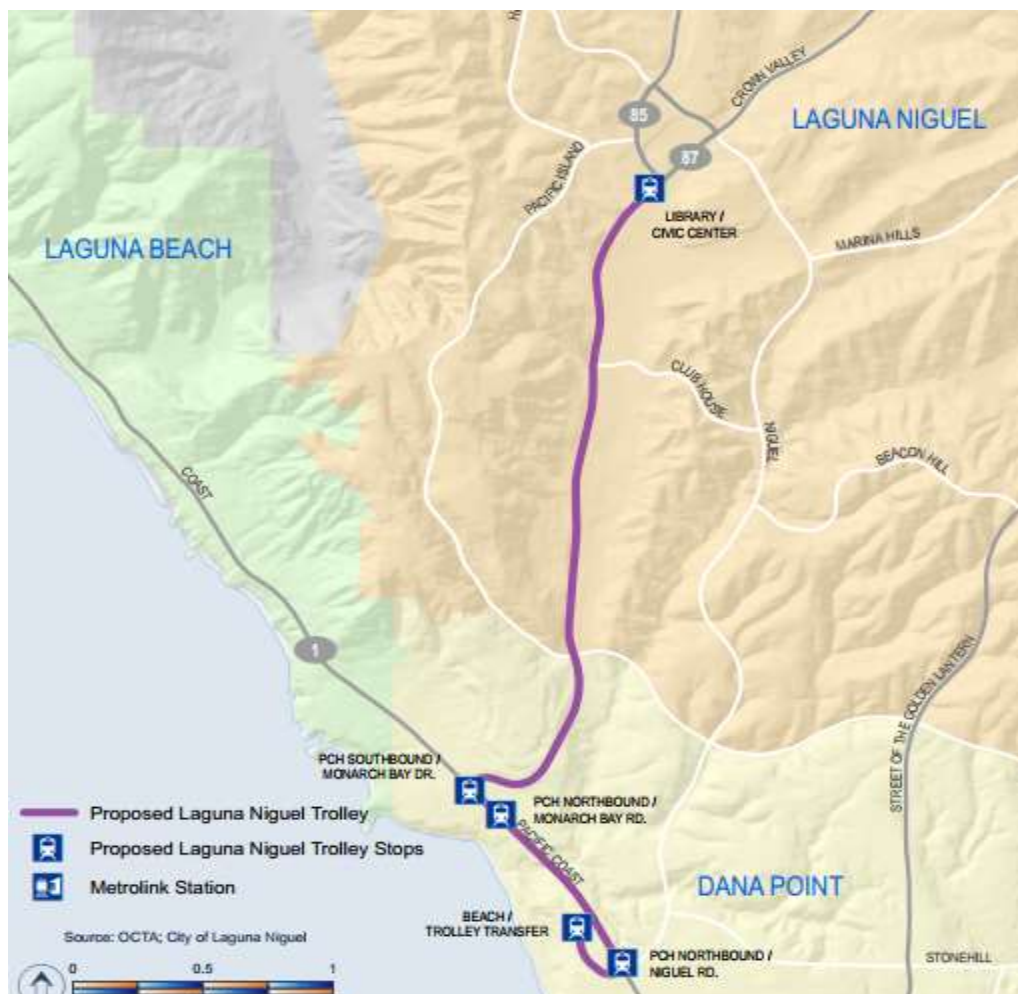 85
CROWN VALLEY
LAGUNA NIGUEL
87
PACIFIC ISLAND
LIBRARY /
CIVIC CENTER
LAGUNA BEACH
MARINA HILLS
CLUB HOUSE
NIGUEL
BEACON HILL
COAST
1
STREET OF THE GOLDEN LANTERN
PCH SOUTHBOUND /
MONARCH BAY DR.
PCH NORTHBOUND /
MONARCH BAY RD.
PACIFIC COAST
Proposed Laguna Niguel Trolley
Proposed Laguna Niguel Trolley Stops
Metrolink Station
DANA POINT
BEACH /
TROLLEY TRANSFER
PCH NORTHBOUND /
NIGUEL RD.
STONEHILL
Source: OCTA; City of Laguna Niguel
0 0.5 1